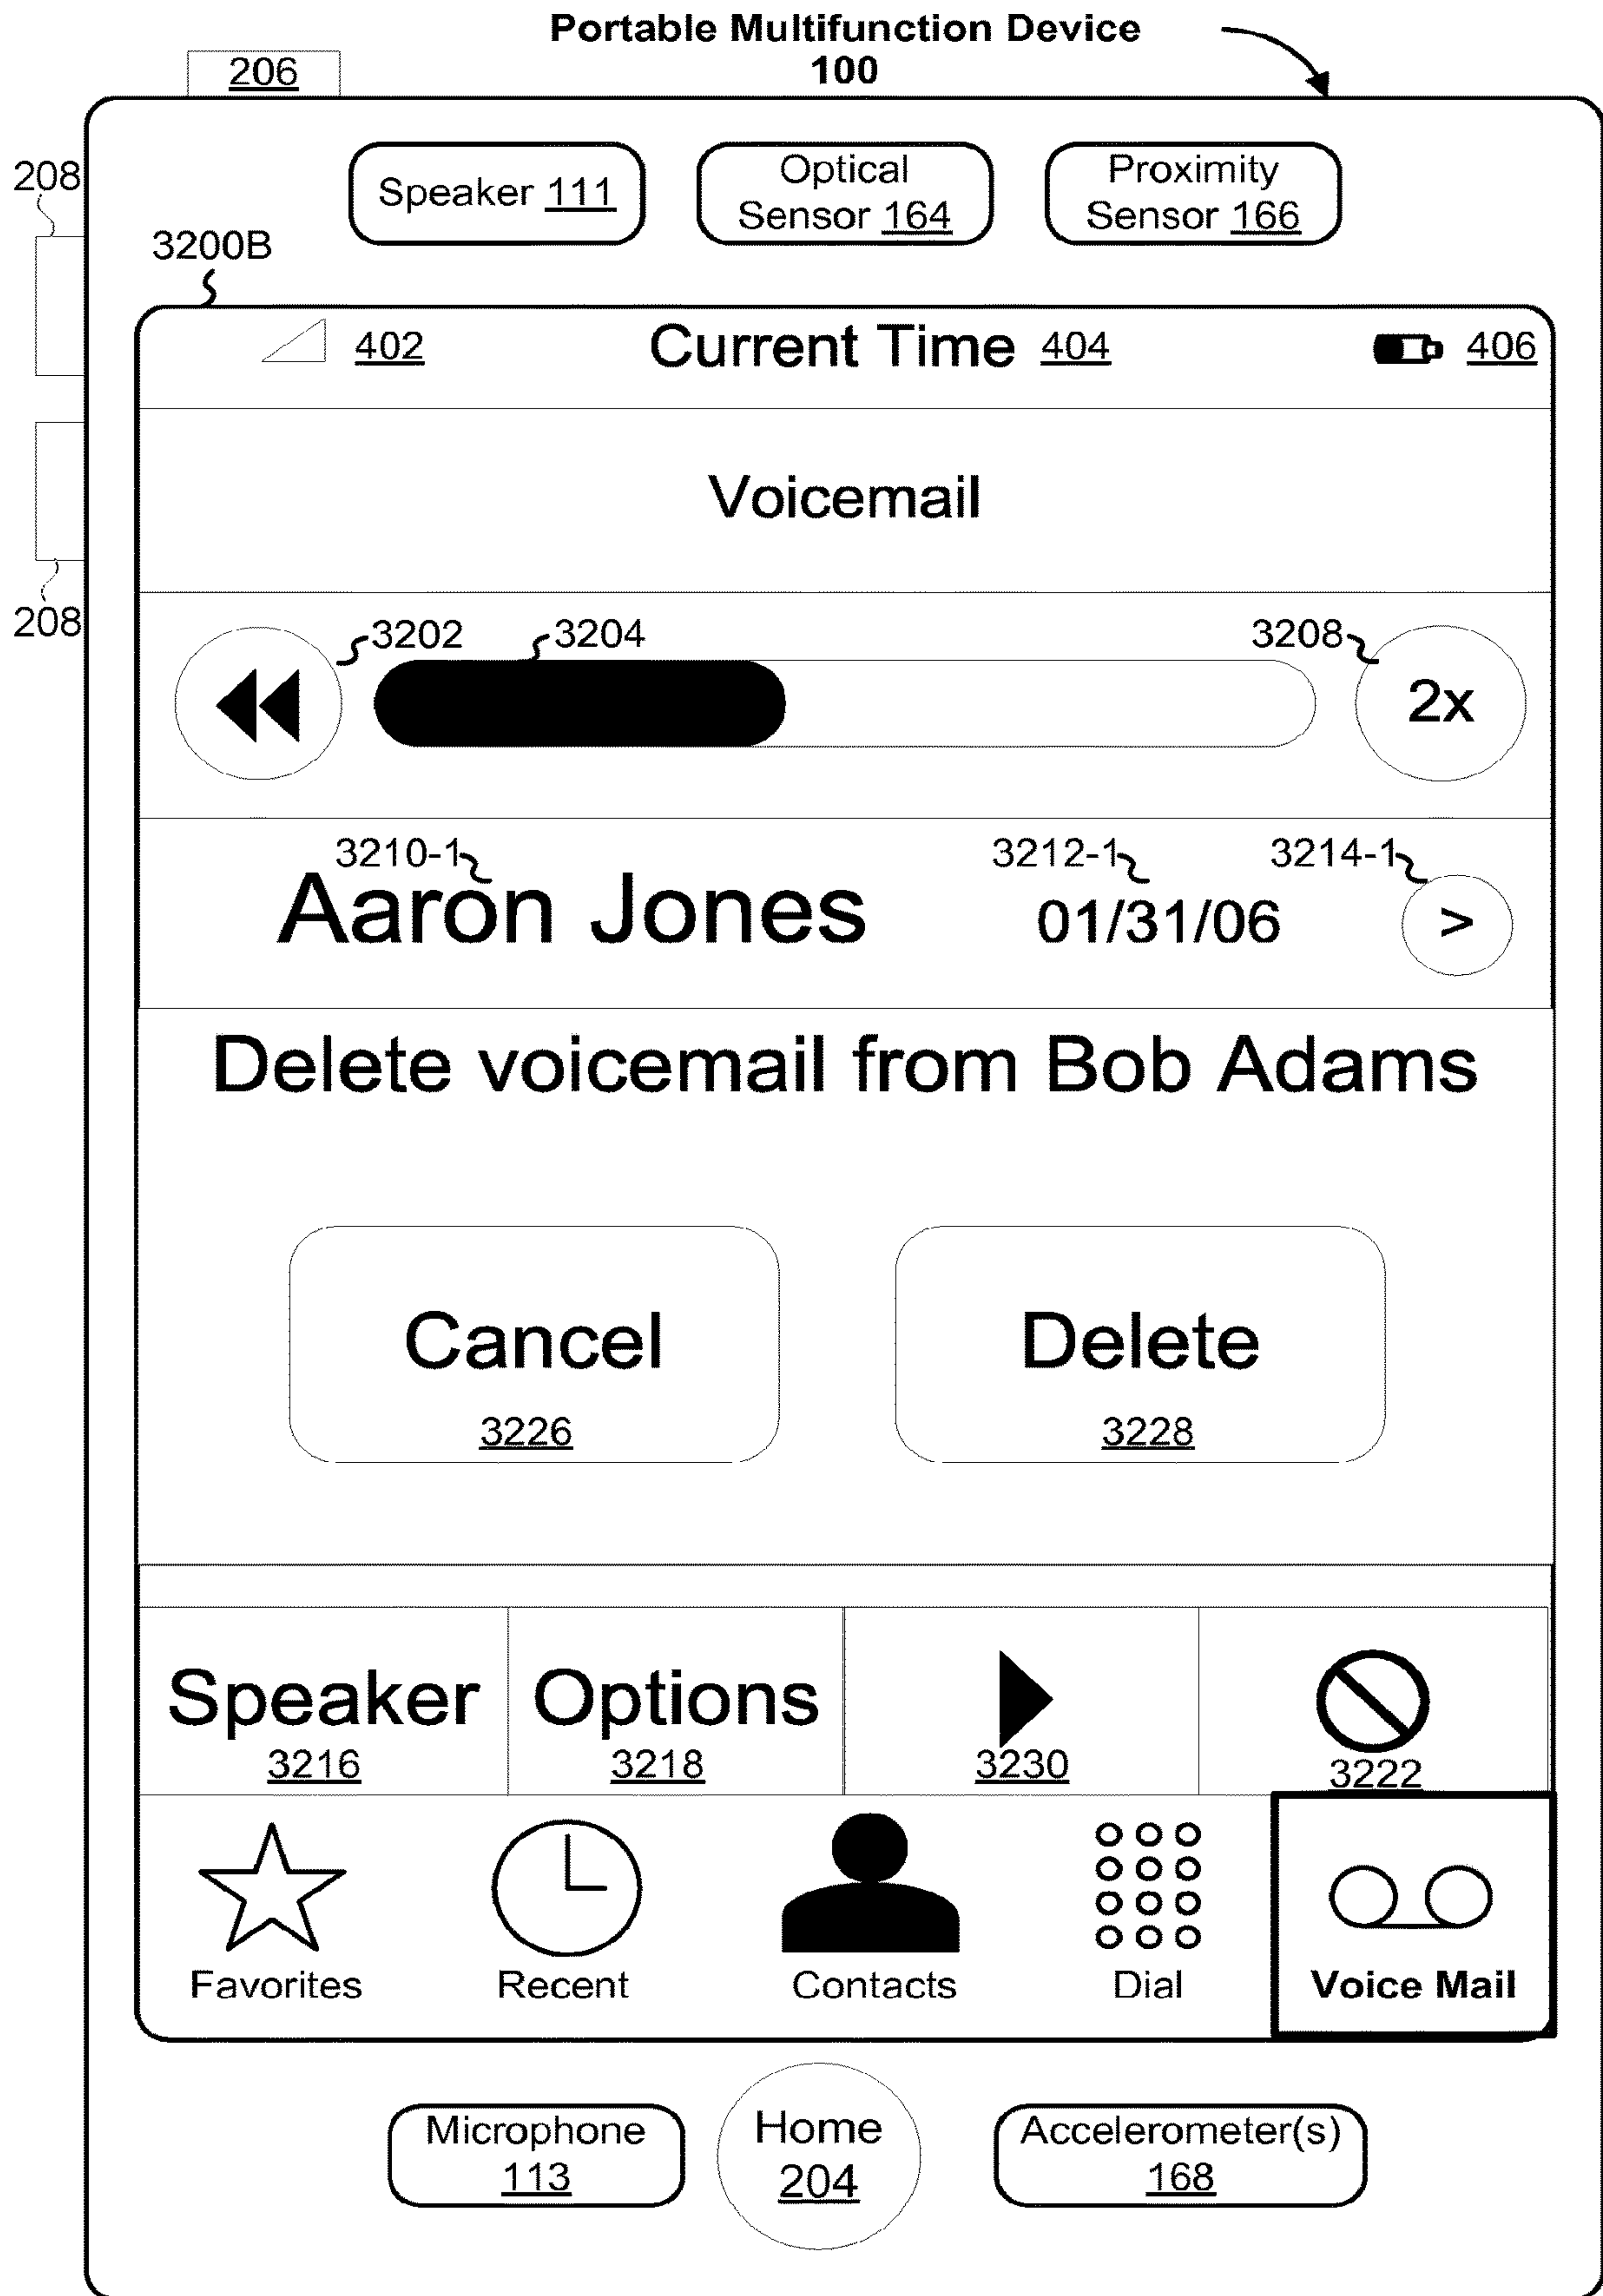 Portable Multifunction Device
100
206
208
Speaker 111
Optical
Sensor 164
Proximity
Sensor 166
3200B
402
Current Time 404
406
Voicemail
208
3202
3204
3208
2x
3210-1
3212-1
3214-1
Aaron Jones
01/31/06
>
Delete voicemail from Bob Adams
Cancel
3226
Delete
3228
Speaker
3216
Options
3218
3230
3222
Favorites
Recent
Contacts
Dial
Voice Mail
Microphone
113
Home
204
Accelerometer(s)
168